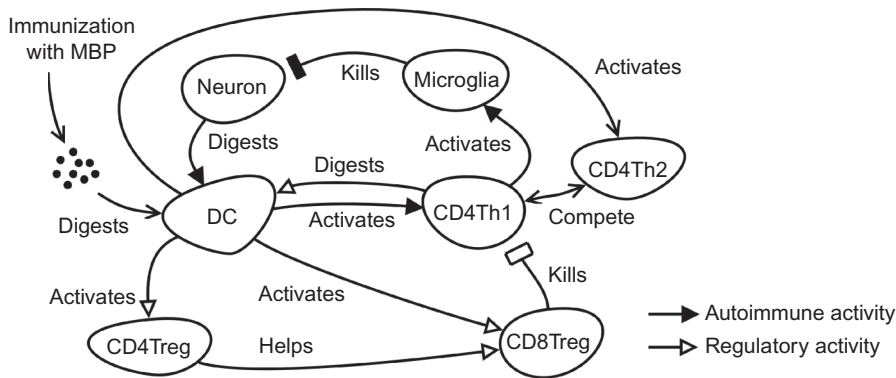 Immunization
with MBP
Activates
Kills
Microglia
Neuron
Digests
Activates
Digests
CD4Th2
DC
Activates
CD4Th1
Compete
Digests
Kills
Activates
Activates
Autoimmune activity
CD4Treg
Helps
CD8Treg
Regulatory activity